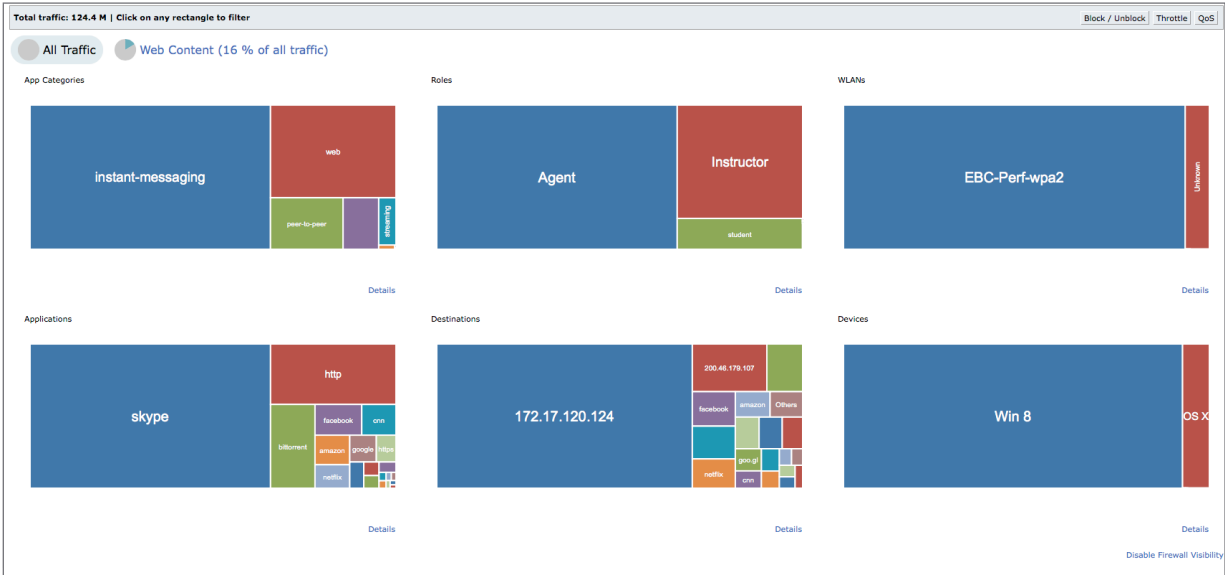 Total traffic: 124.4 M | Click on any rectangle to filter
Block / Unblock Throttle QoS
All Traffic Web Content (16 % of all traffic)
App Categories Roles WLANs
web
instant-messaging
peer-to-peer
streaming
Agent
Instructor
student
EBC-Perf-wpa2
Unknown
Details Details Details
Applications Destinations Devices
skype
http
bittorrent
facebook
cnn
amazon
google
https
netflix
172.17.120.124
200.46.179.107
facebook
amazon
Others
goo.gl
netflix
cnn
Win 8
OS X
Details Details Details
Disable Firewall Visibility